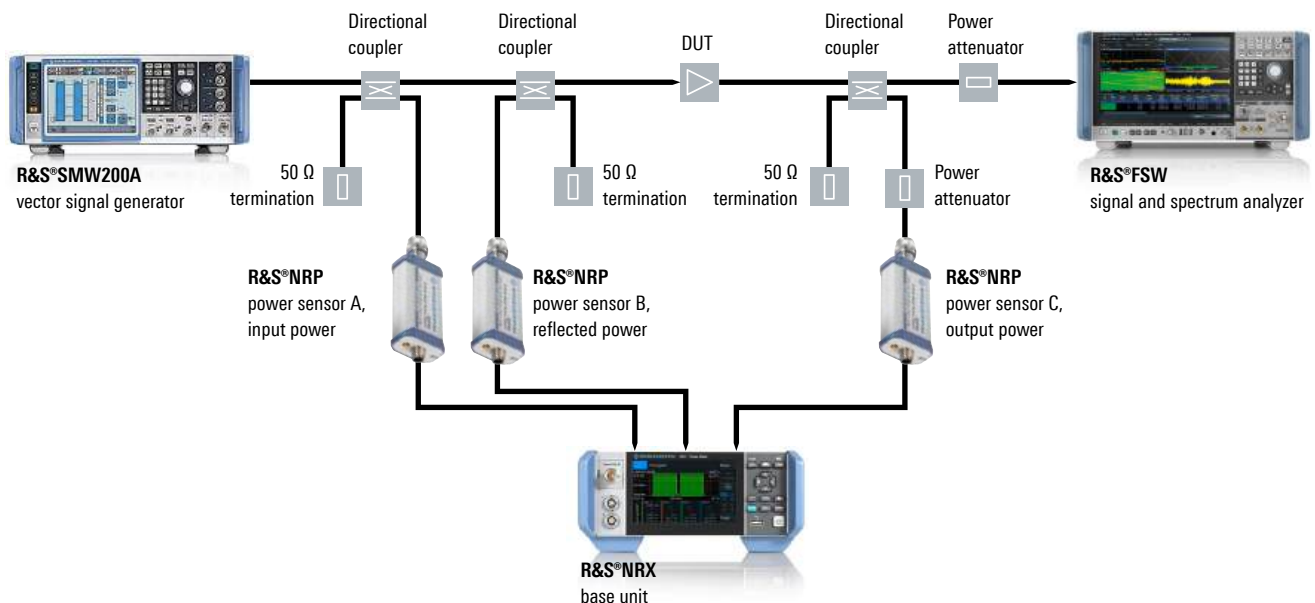 Directional
coupler
Directional
coupler
DUT
Directional
coupler
Power
attenuator
R&S®SMW200A
vector signal generator
50 Ω
termination
50 Ω
termination
50 Ω
termination
Power
attenuator
R&S®FSW
signal and spectrum analyzer
R&S®NRP
power sensor A,
input power
R&S®NRP
power sensor B,
reflected power
R&S®NRP
power sensor C,
output power
R&S®NRX
base unit